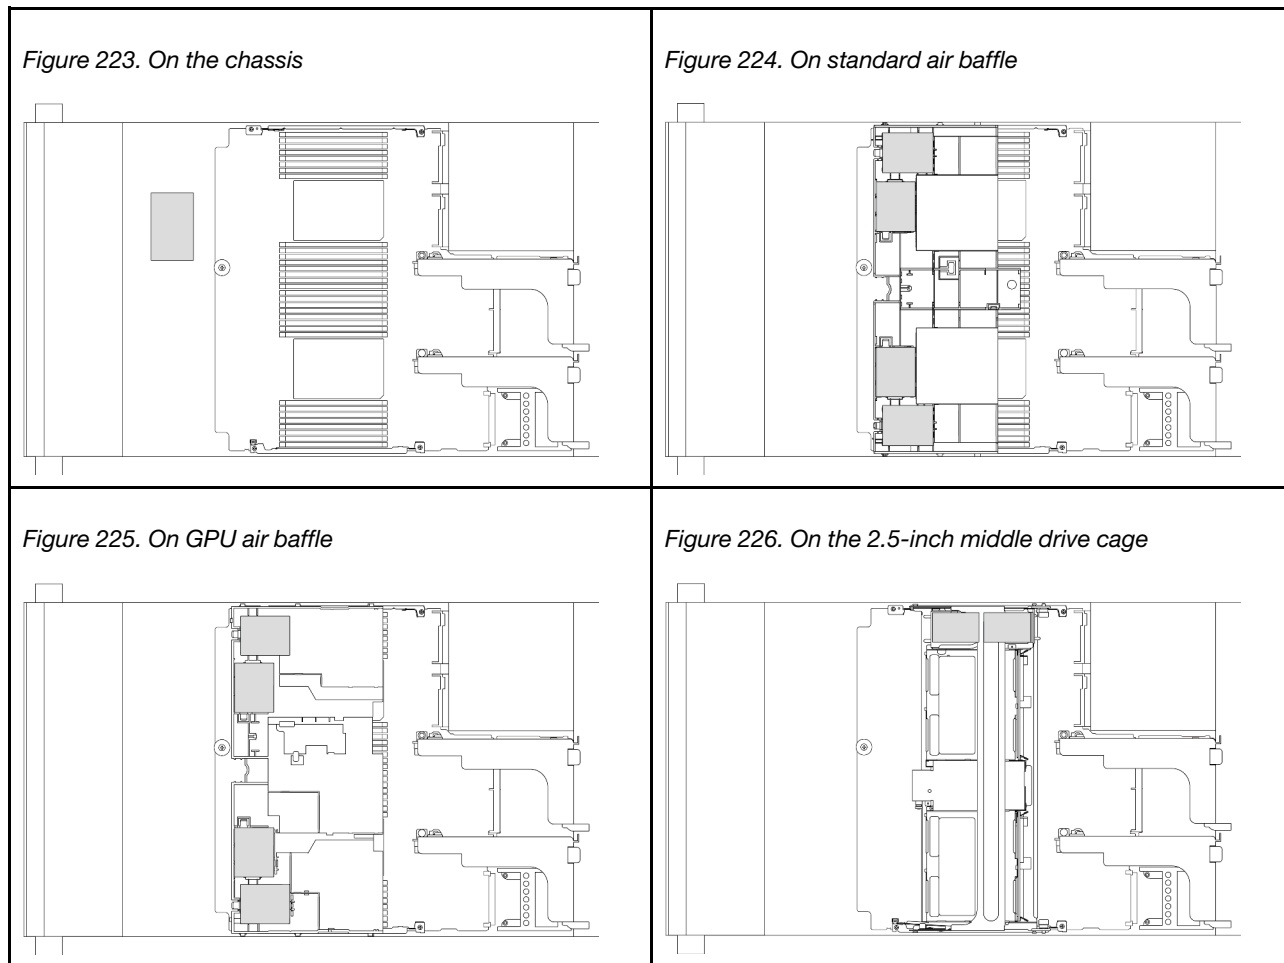 Figure 223. On the chassis
Figure 224. On standard air baffle
Figure 225. On GPU air baffle
Figure 226. On the 2.5-inch middle drive cage